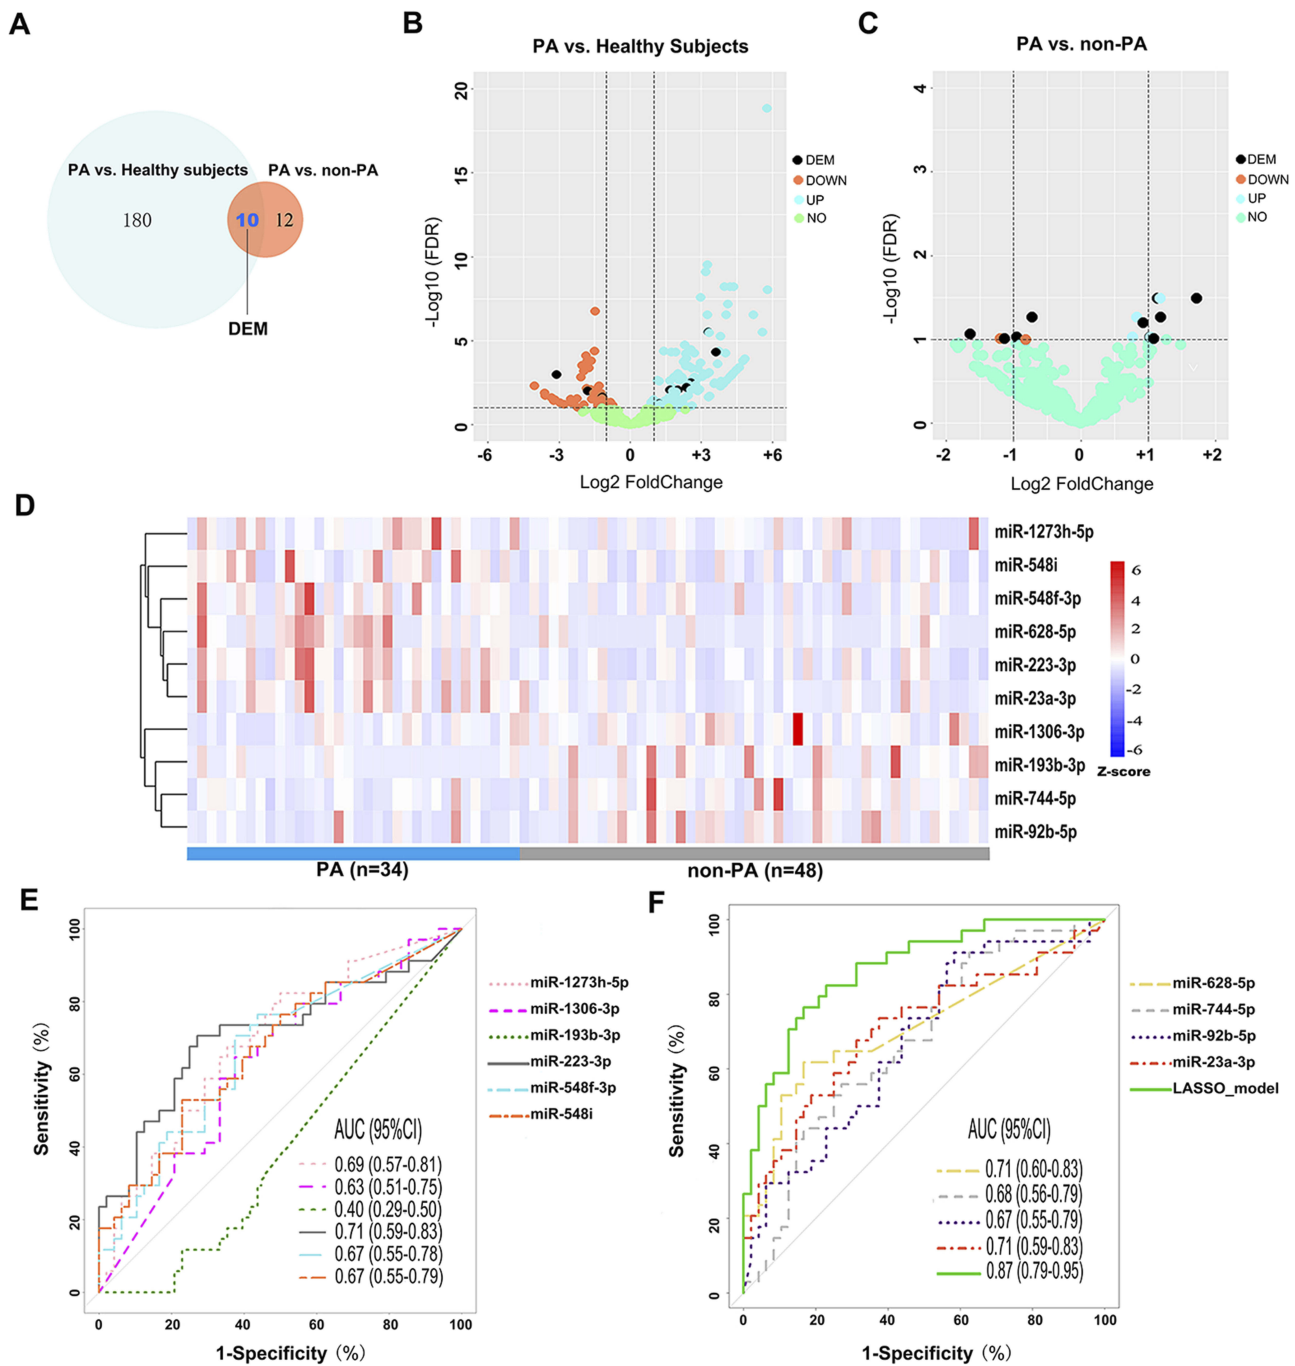 A
PA vs. Healthy subjects
PA vs. non-PA
180
10
12
DEM
B
PA vs. Healthy Subjects
20
15
10
5
0
-Log10 (FDR)
-6
-3
0
+3
+6
Log2 FoldChange
DEM
DOWN
UP
NO
C
PA vs. non-PA
4
3
2
1
0
-Log10 (FDR)
-2
-1
0
+1
+2
Log2 FoldChange
DEM
DOWN
UP
NO
D
miR-1273h-5p
miR-548i
miR-548f-3p
miR-628-5p
miR-223-3p
miR-23a-3p
miR-1306-3p
miR-193b-3p
miR-744-5p
miR-92b-5p
6
4
2
0
-2
-4
-6
Z-score
PA (n=34)
non-PA (n=48)
E
100
80
60
40
20
0
Sensitivity (%)
0
20
40
60
80
100
1-Specificity (%)
miR-1273h-5p
miR-1306-3p
miR-193b-3p
miR-223-3p
miR-548f-3p
miR-548i
AUC (95%CI)
0.69 (0.57-0.81)
0.63 (0.51-0.75)
0.40 (0.29-0.50)
0.71 (0.59-0.83)
0.67 (0.55-0.78)
0.67 (0.55-0.79)
F
100
80
60
40
20
0
Sensitivity (%)
0
20
40
60
80
100
1-Specificity (%)
miR-628-5p
miR-744-5p
miR-92b-5p
miR-23a-3p
LASSO_model
AUC (95%CI)
0.71 (0.60-0.83)
0.68 (0.56-0.79)
0.67 (0.55-0.79)
0.71 (0.59-0.83)
0.87 (0.79-0.95)